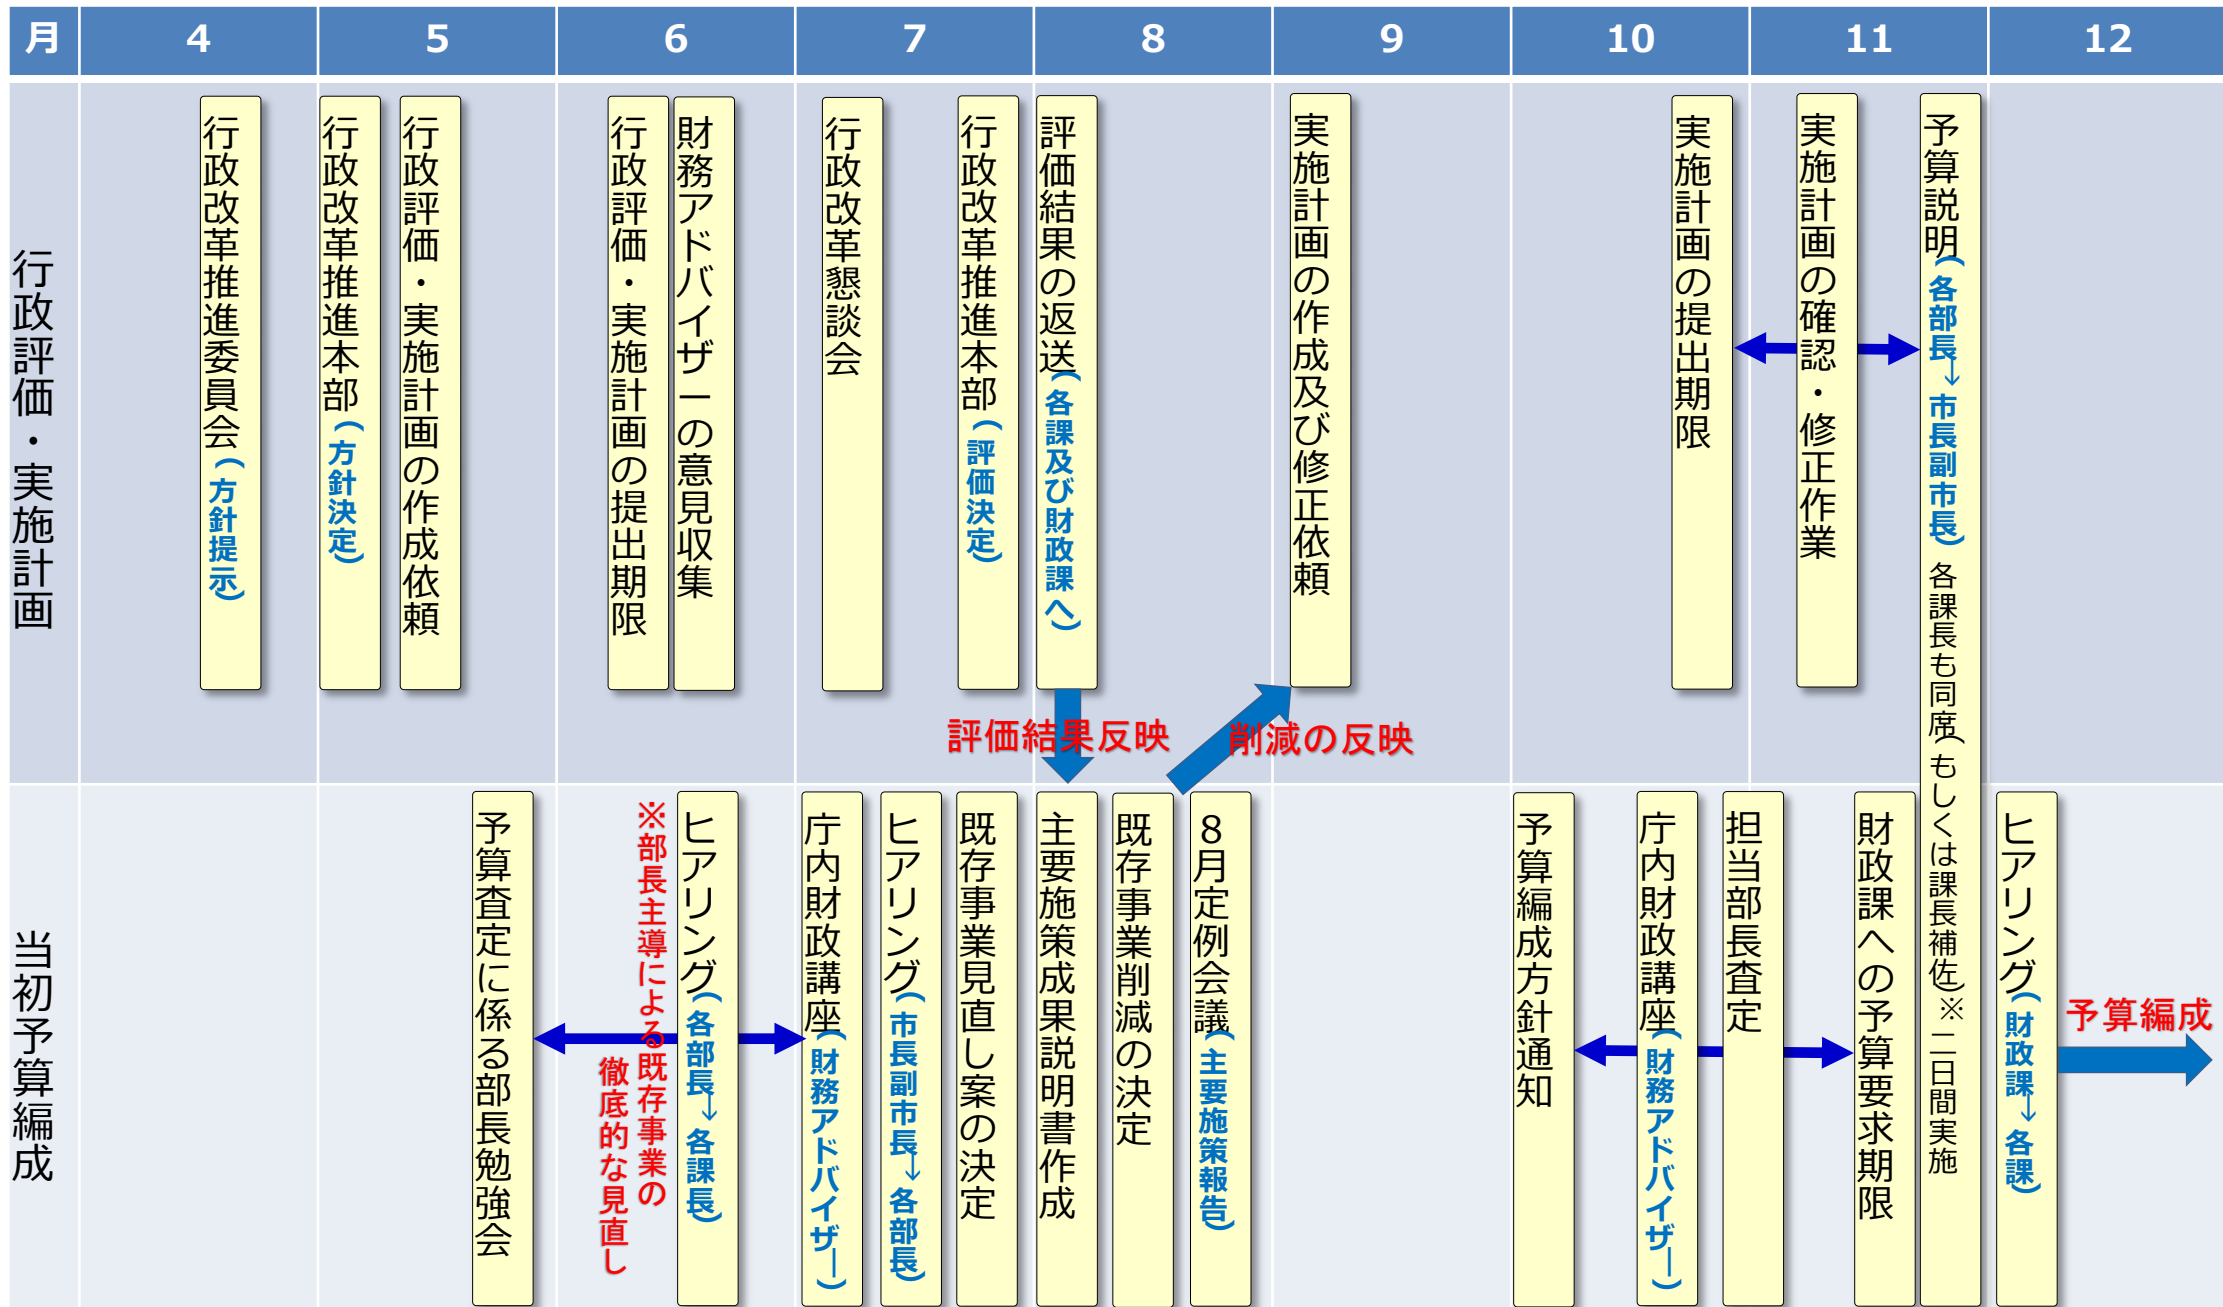 月 4 5 6 7 8 9 10 11 12
行政評価・実施計画
行政改革推進委員会（方針提示）
行政改革推進本部（方針決定）
行政評価・実施計画の作成依頼
行政評価・実施計画の提出期限
財務アドバイザーの意見収集
行政改革懇談会
行政改革推進本部（評価決定）
評価結果の返送（各課及び財政課へ）
実施計画の作成及び修正依頼
実施計画の提出期限
実施計画の確認・修正作業
予算説明（各部長→市長副市長）各課長も同席（もしくは課長補佐）※二日間実施
評価結果反映
削減の反映
当初予算編成
予算査定に係る部長勉強会
※部長主導による既存事業の
徹底的な見直し
ヒアリング（各部長→各課長）
庁内財政講座（財務アドバイザー）
ヒアリング（市長副市長→各部長）
既存事業見直し案の決定
主要施策成果説明書作成
既存事業削減の決定
８月定例会議（主要施策報告）
予算編成方針通知
庁内財政講座（財務アドバイザー）
担当部長査定
財政課への予算要求期限
ヒアリング（財政課→各課）
予算編成